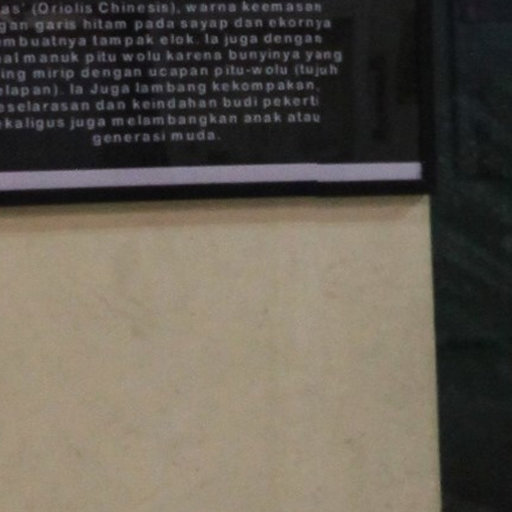 as' (Oriolis Chinesis), warna keemasan
gan garis hitam pada sayap dan ekornya
mbuatnya tampak elok. Ia juga dengan
al manuk pitu wolu karena bunyinya yang
ing mirip dengan ucapan pitu-wolu (tujuh
elapan). Ia Juga lambang kekompakan,
eselarasan dan keindahan budi pekerti
ekaligus juga melambangkan anak atau
generasi muda.